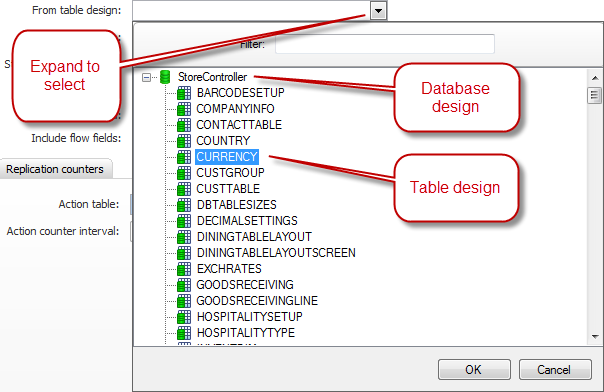 From table design:
Filter:
Expand to
select
StoreController
Database
design
BARCODESETUP
COMPANYINFO
CONTACTTABLE
Include flow fields:
COUNTRY
CURRENCY
Replication counters
CUSTGROUP
Table design
CUSTTABLE
Action table:
DBTABLESIZES
DECIMALSETTINGS
Action counter interval:
DININGTABLELAYOUT
DININGTABLELAYOUTSCREEN
EXCHRATES
GOODSRECEIVING
GOODSRECEIVINGLINE
HOSPITALITYSETUP
HOSPITALITYTYPE
OK
Cancel